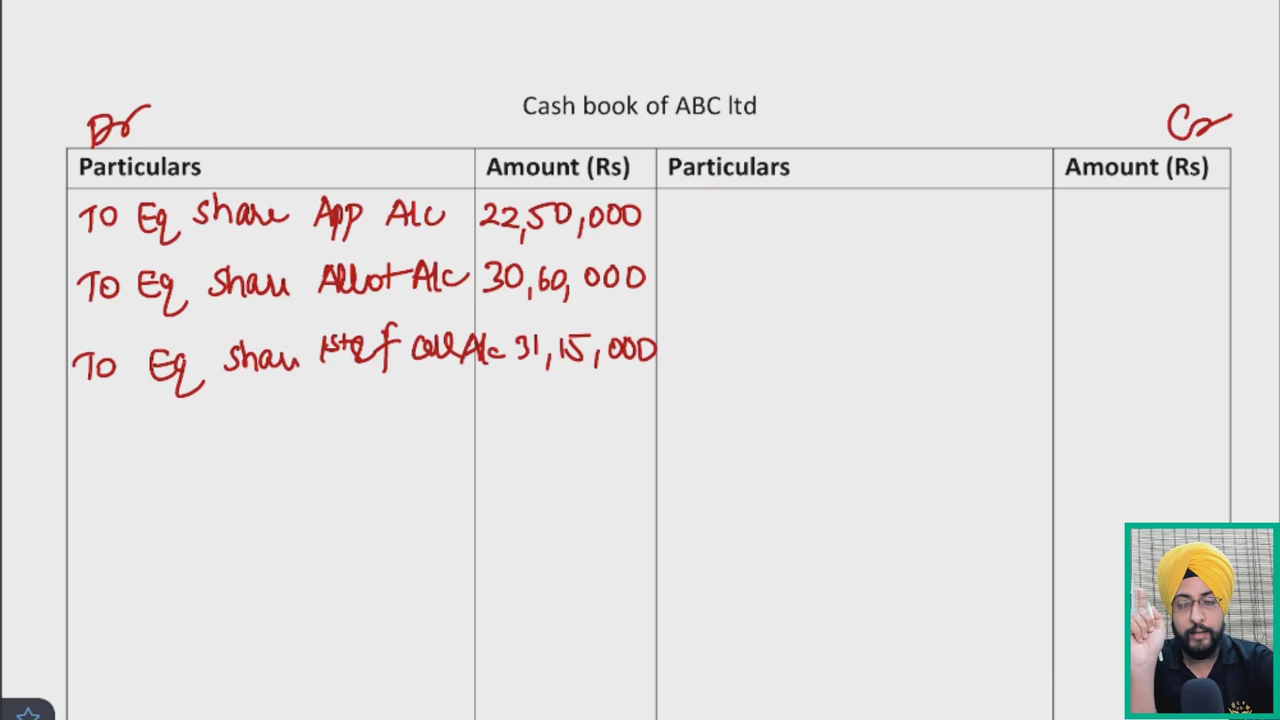 Cash book of ABC ltd
Dr
Cr
Particulars Amount (Rs) Particulars Amount (Rs)
To Eq share App A/c 22,50,000
To Eq share Allot A/c 30,60,000
To Eq share 1st & f Call A/c 31,15,000